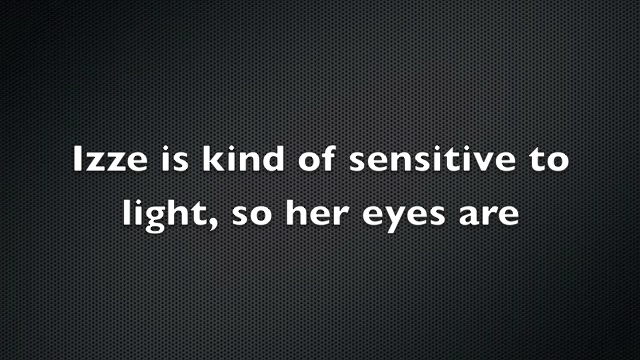 Izze is kind of sensitive to
light, so her eyes are